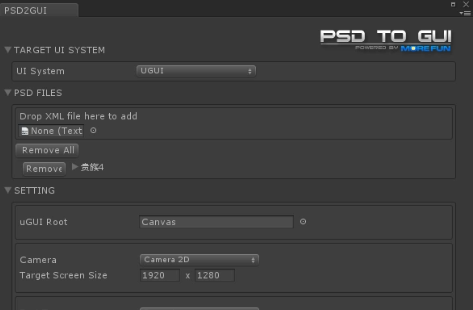 PSD2GUI
PSD TO GUI
POWERED BY MOREFUN
TARGET UI SYSTEM
UI System UGUI
PSD FILES
Drop XML file here to add
None (Text
Remove All
Remove 贵族4
SETTING
uGUI Root Canvas
Camera Camera 2D
Target Screen Size 1920 x 1280